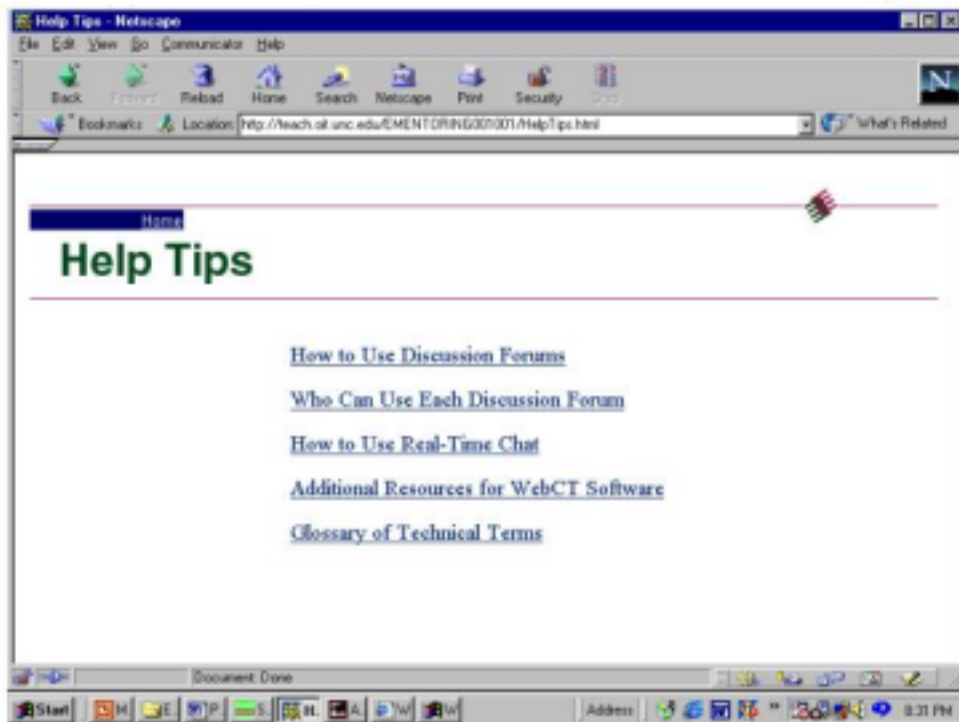 Help Tips - Netscape
File Edit View Go Communicator Help
Back Forward Reload Home Search Netscape Print Security
Bookmarks Location: http://teach.oit.unc.edu/EMENTORING001001/HelpTips.html What's Related
Home
Help Tips
How to Use Discussion Forums
Who Can Use Each Discussion Forum
How to Use Real-Time Chat
Additional Resources for WebCT Software
Glossary of Technical Terms
Document: Done
Start M. E. P. S. H. A. W W Address » 8:31 PM